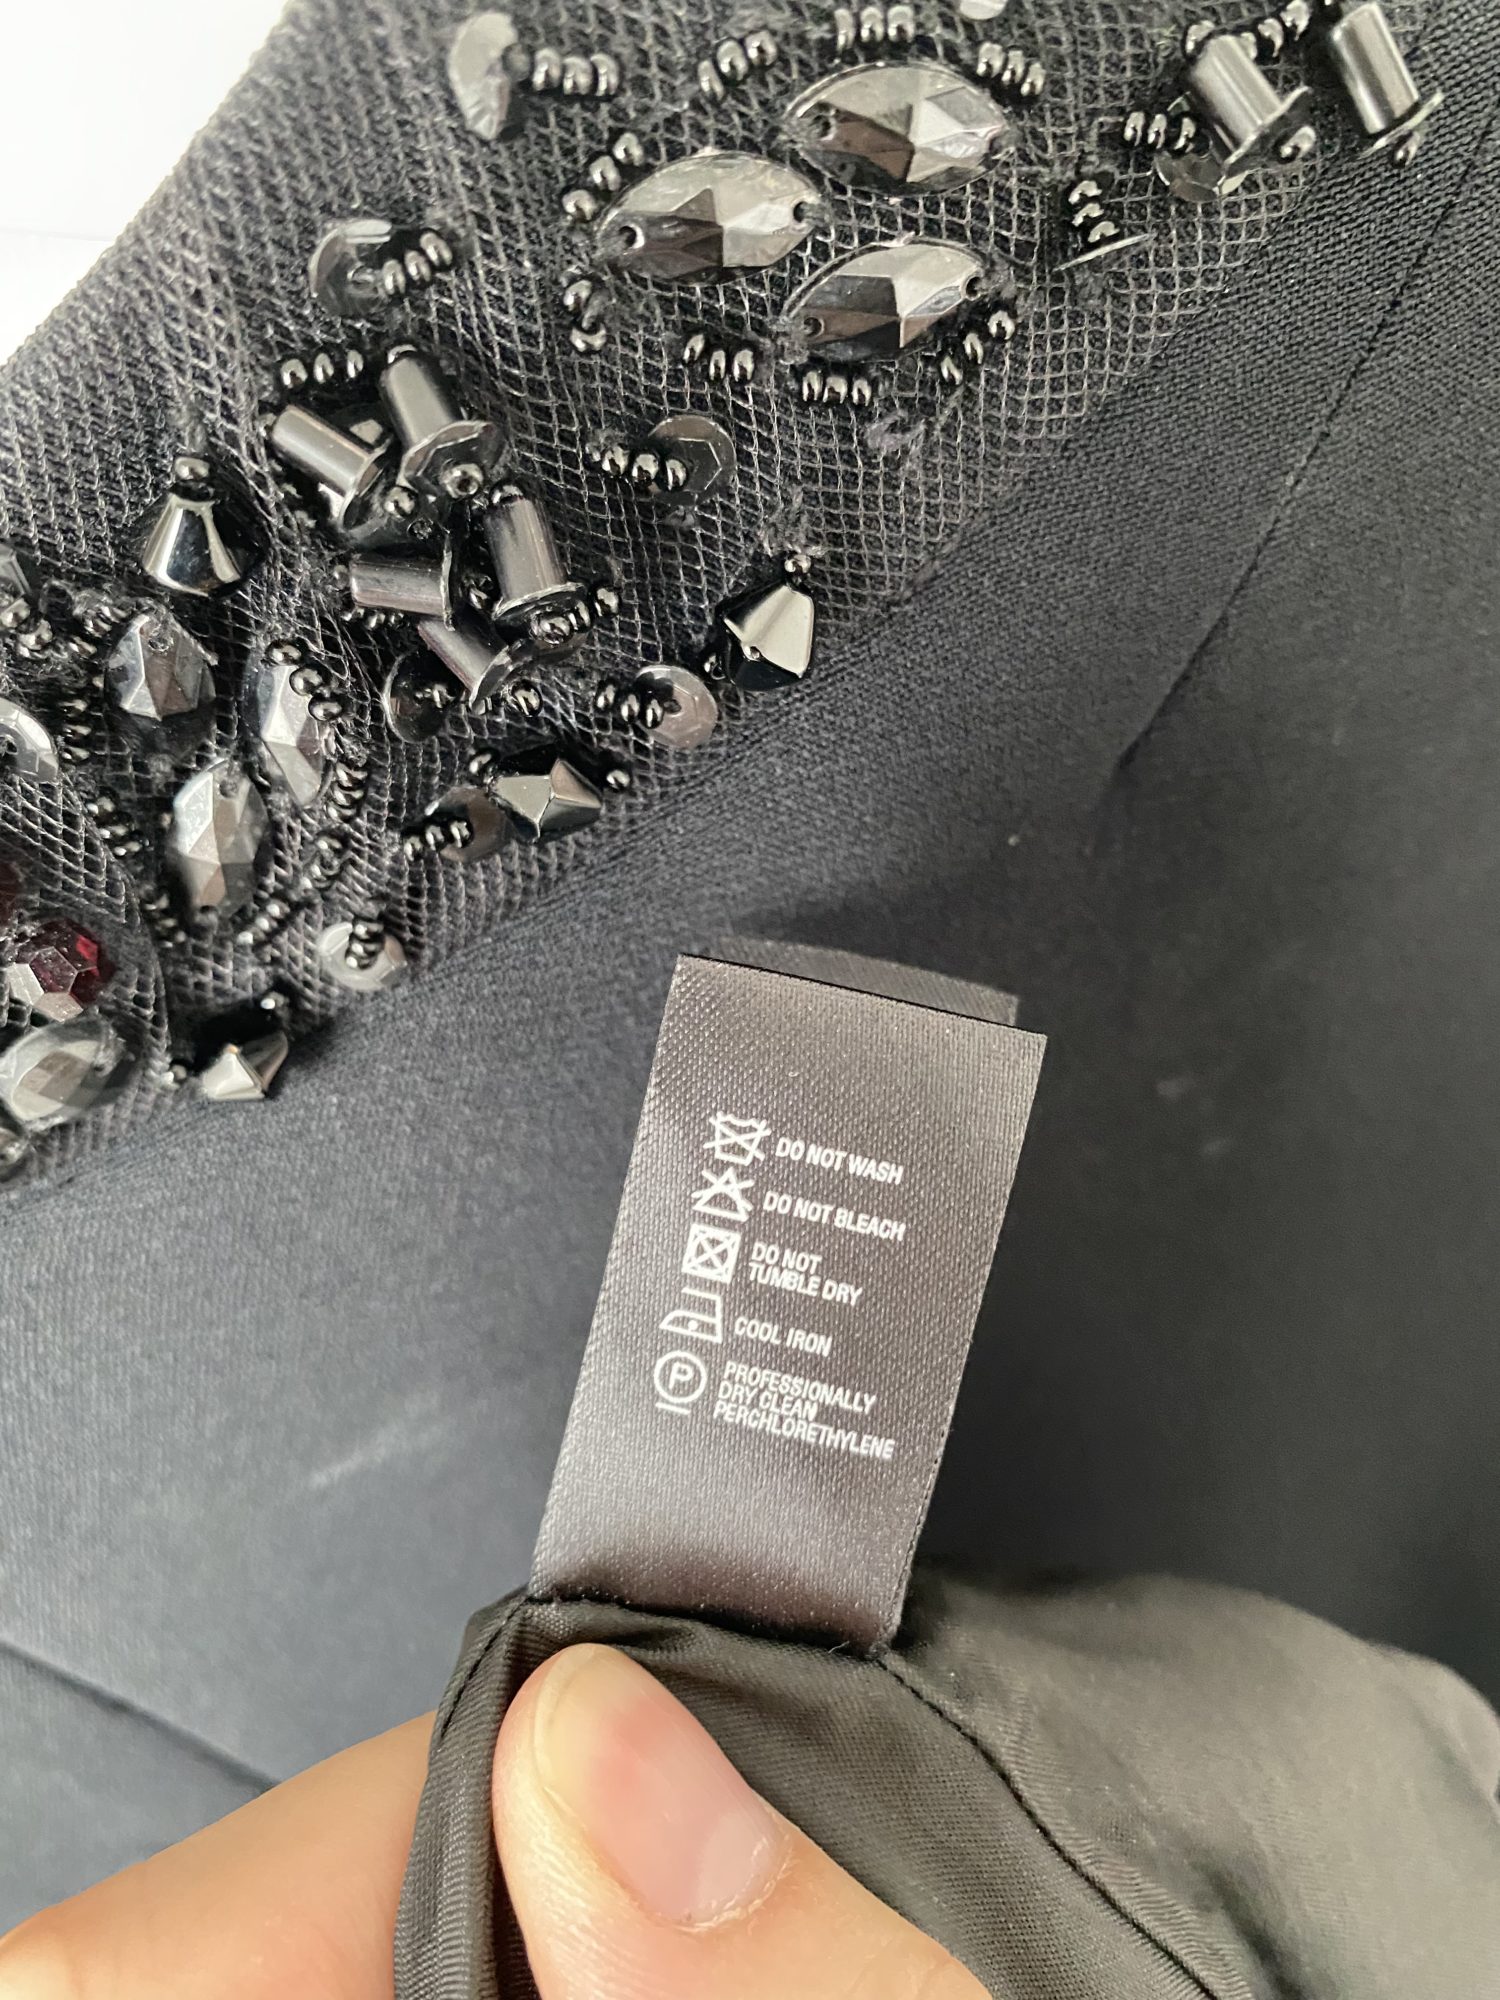 DO NOT WASH
DO NOT BLEACH
DO NOT
TUMBLE DRY
COOL IRON
P
PROFESSIONALLY
DRY CLEAN
PERCHLORETHYLENE